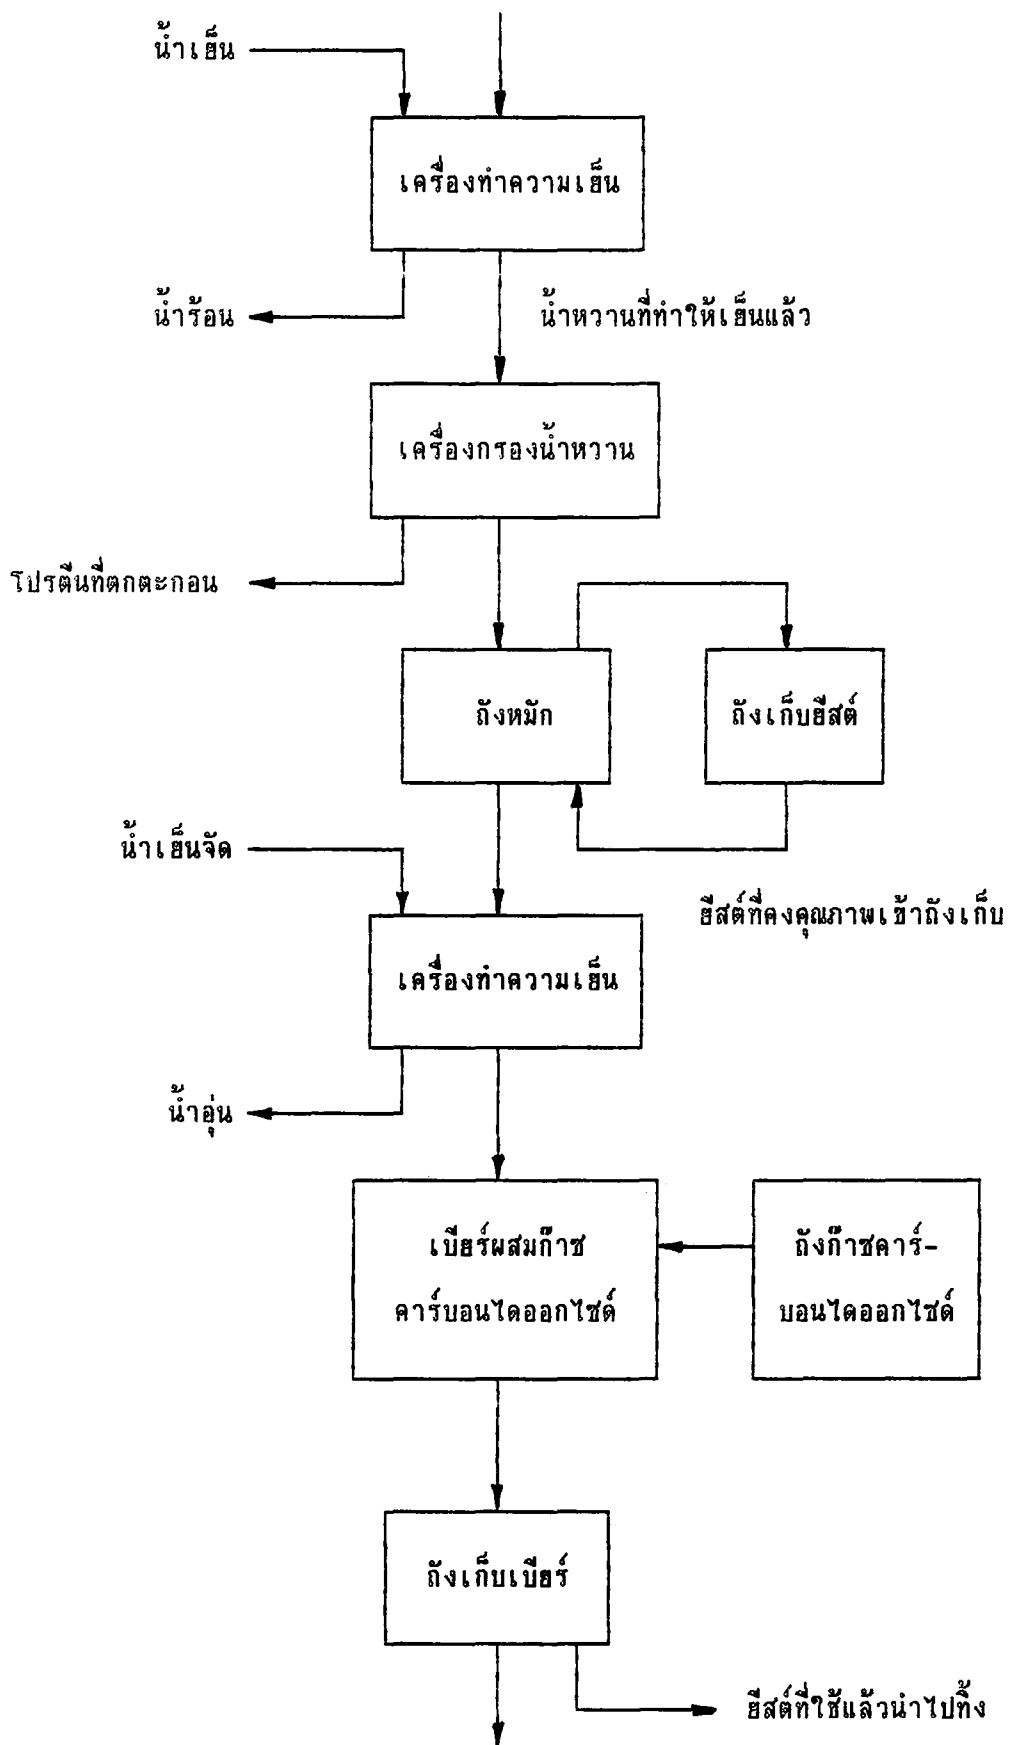 น้ำเย็น
เครื่องทำความเย็น
น้ำร้อน
น้ำหวานที่ทำให้เย็นแล้ว
เครื่องกรองน้ำหวาน
โปรตีนที่ตกตะกอน
ถังหมัก
ถังเก็บยีสต์
น้ำเย็นจัด
ยีสต์ที่คงคุณภาพเข้าถังเก็บ
เครื่องทำความเย็น
น้ำอุ่น
เบียร์ผสมก๊าซ
คาร์บอนไดออกไซด์
ถังก๊าซคาร์-
บอนไดออกไซด์
ถังเก็บเบียร์
ยีสต์ที่ใช้แล้วนำไปทิ้ง